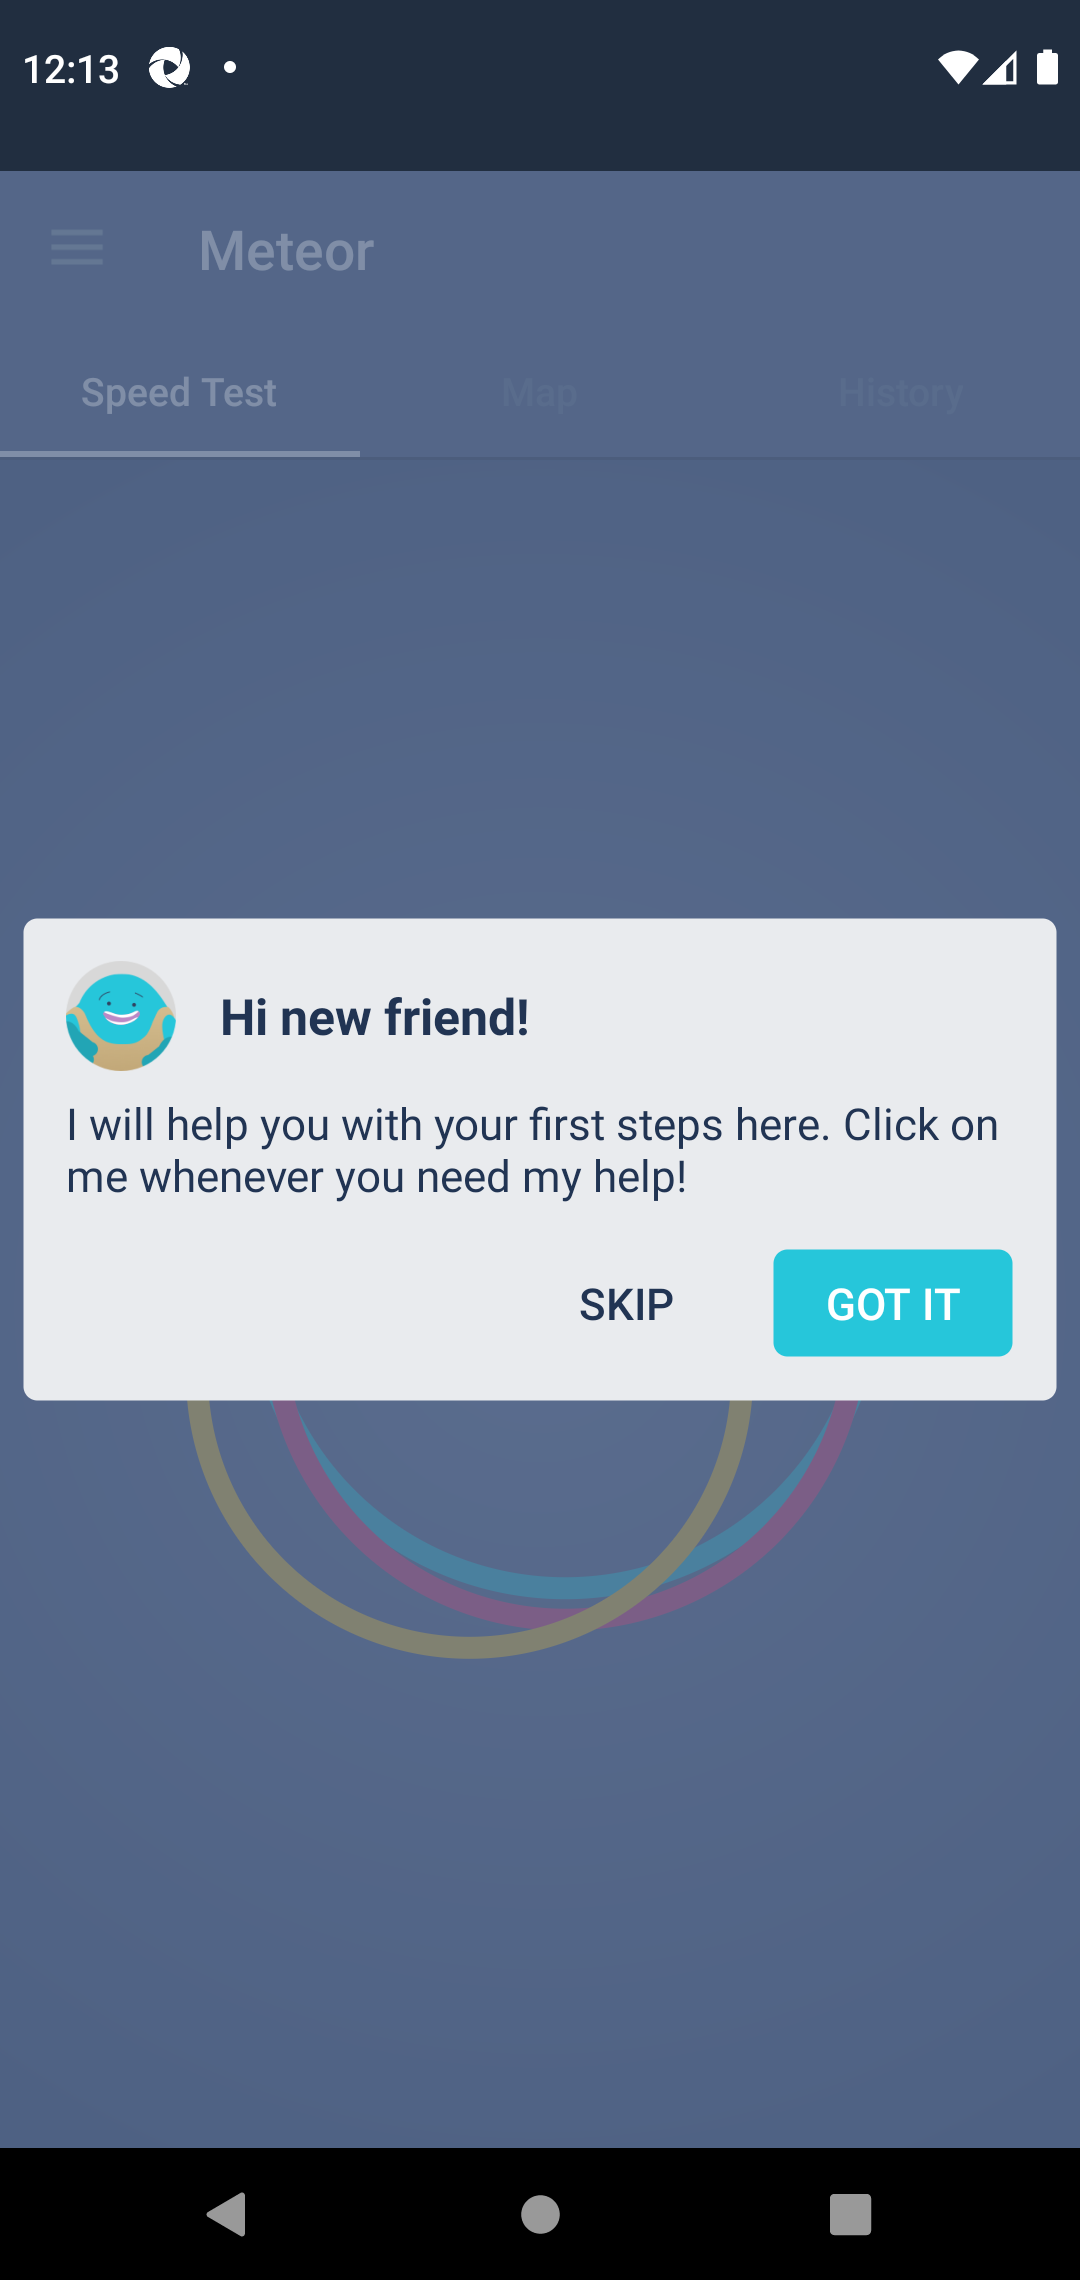 12:13
Meteor
Speed Test
Map
History
Hi new friend!
I will help you with your first steps here. Click on
me whenever you need my help!
SKIP
GOT IT